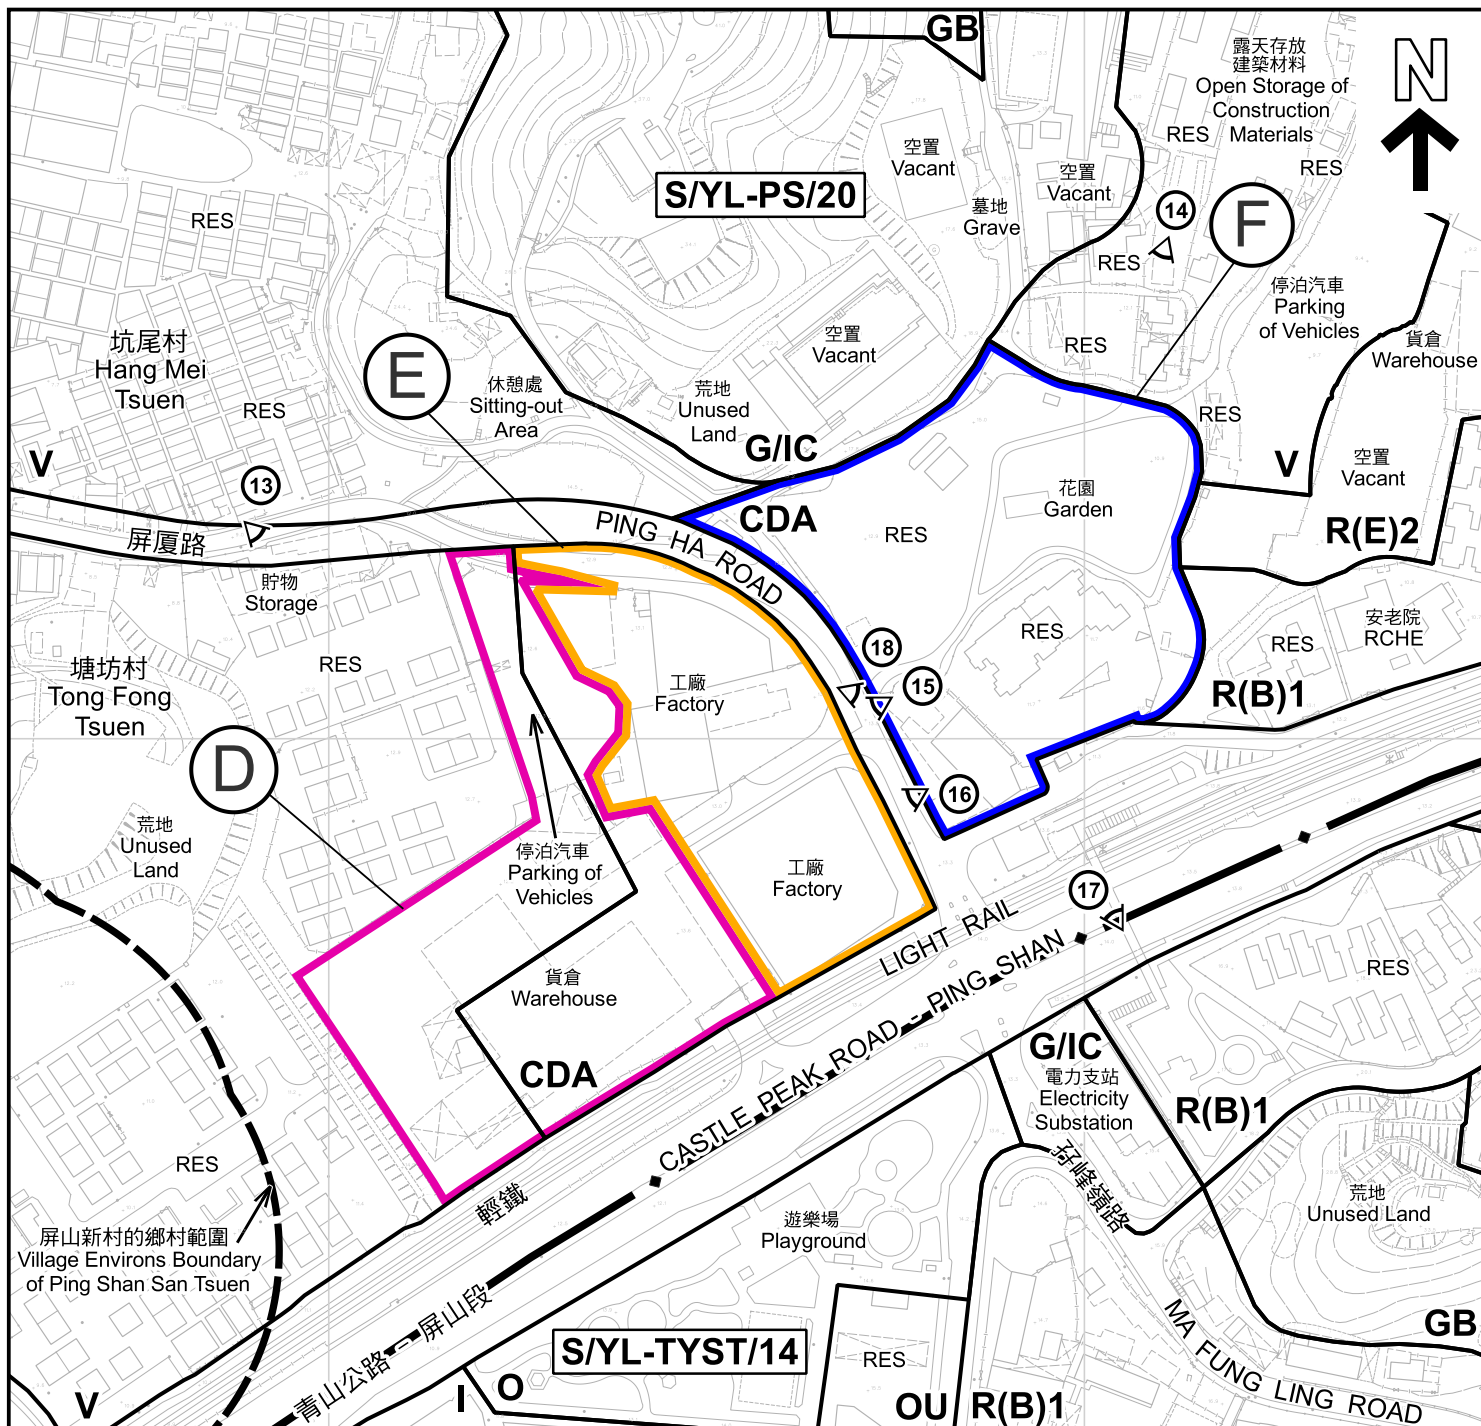 GB
N
露天存放
建築材料
Open Storage of
Construction
Materials
RES
RES
空置
Vacant
空置
Vacant
墓地
Grave
S/YL-PS/20
RES
14
F
RES
停泊汽車
Parking
of Vehicles
貨倉
Warehouse
空置
Vacant
RES
坑尾村
Hang Mei
Tsuen
E
休憩處
Sitting-out
Area
荒地
Unused
Land
G/IC
RES
RES
V
V
空置
Vacant
13
屏厦路
PING HA ROAD
CDA
RES
花園
Garden
R(E)2
貯物
Storage
RES
塘坊村
Tong Fong
Tsuen
工廠
Factory
18
15
16
RES
RES
安老院
RCHE
R(B)1
D
荒地
Unused
Land
停泊汽車
Parking of
Vehicles
工廠
Factory
17
貨倉
Warehouse
CDA
LIGHT RAIL
輕鐵
CASTLE PEAK ROAD - PING SHAN
青山公路 - 屏山段
RES
G/IC
電力支站
Electricity
Substation
R(B)1
孖峰嶺路
RES
屏山新村的鄉村範圍
Village Environs Boundary
of Ping Shan San Tsuen
遊樂場
Playground
荒地
Unused Land
GB
MA FUNG LING ROAD
S/YL-TYST/14
RES
V
I
O
OU
R(B)1